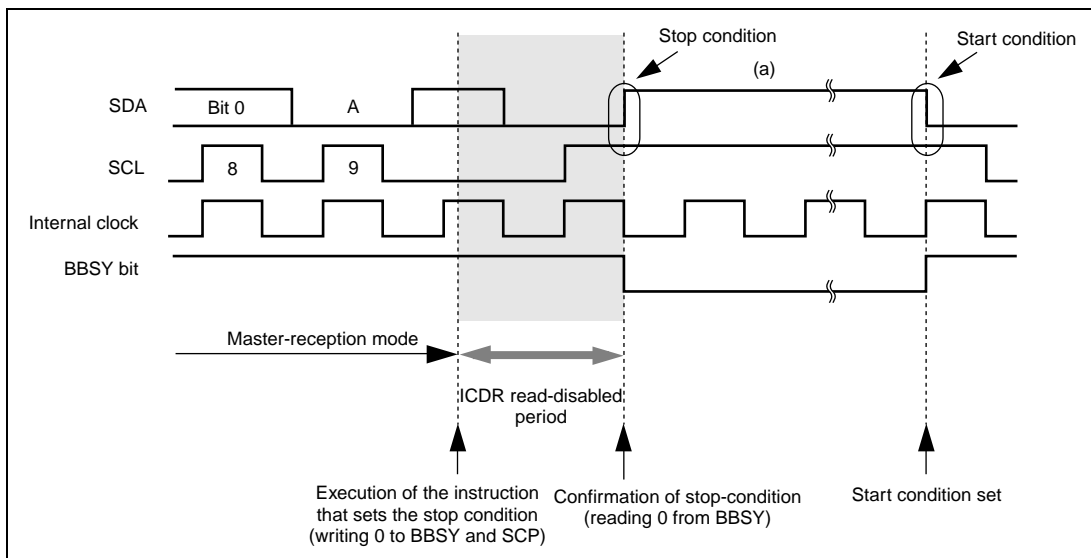 Stop condition
Start condition
(a)
SDA
Bit 0
A
SCL
8
9
Internal clock
BBSY bit
Master-reception mode
ICDR read-disabled
period
Execution of the instruction
that sets the stop condition
(writing 0 to BBSY and SCP)
Confirmation of stop-condition
(reading 0 from BBSY)
Start condition set